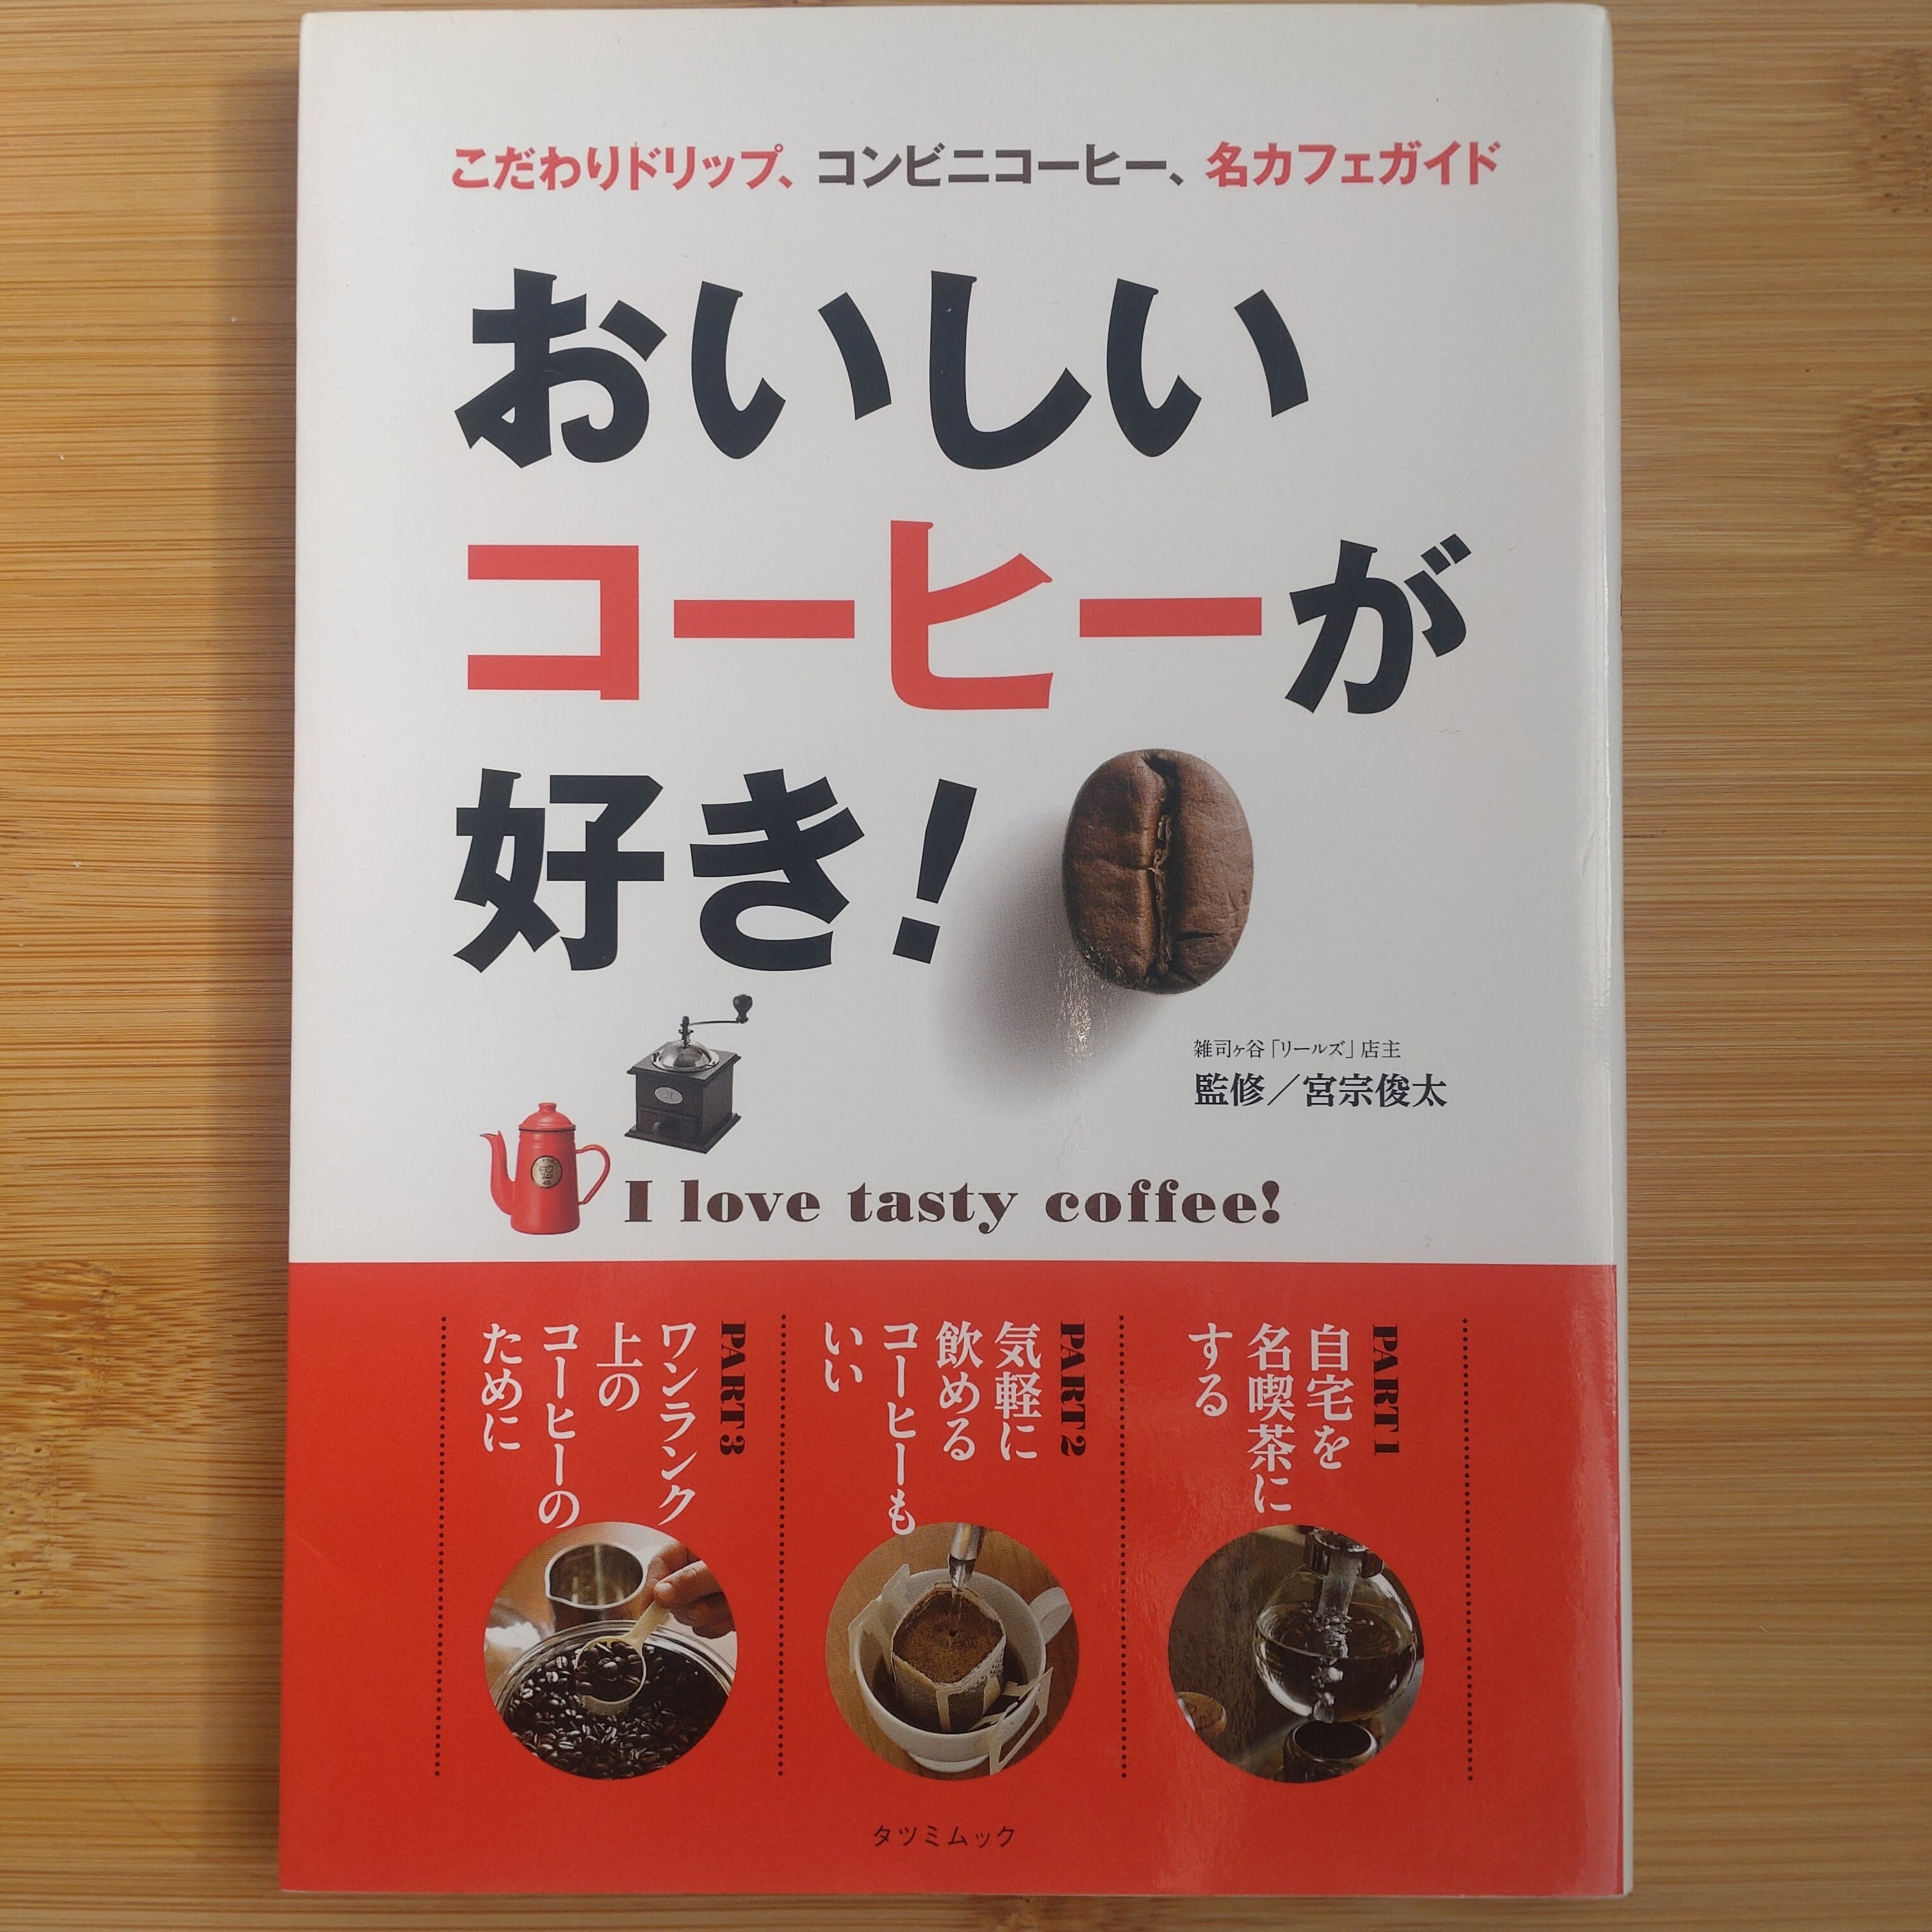 こだわりドリップ、コンビニコーヒー、名カフェガイド
おいしい
コーヒーが
好き!
雑司ヶ谷「リールズ」店主
監修／宮宗俊太
I love tasty coffee!
PART1
自宅を
名喫茶に
する
PART2
気軽に
飲める
コーヒーも
いい
PART3
ワンランク
上の
コーヒーの
ために
タツミムック